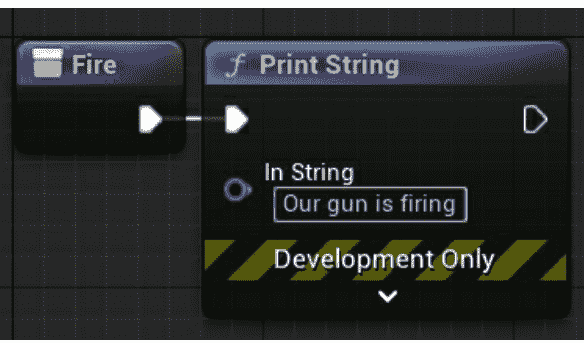 Fire
f Print String
In String
Our gun is firing
Development Only